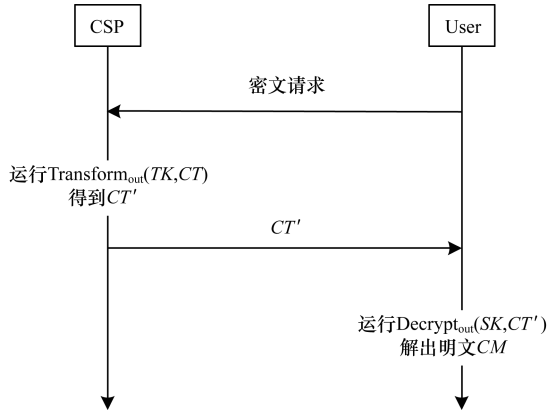 CSP
User
密文请求
运行Transformout(TK,CT)
得到CT′
CT′
运行Decryptout(SK,CT′)
解出明文CM